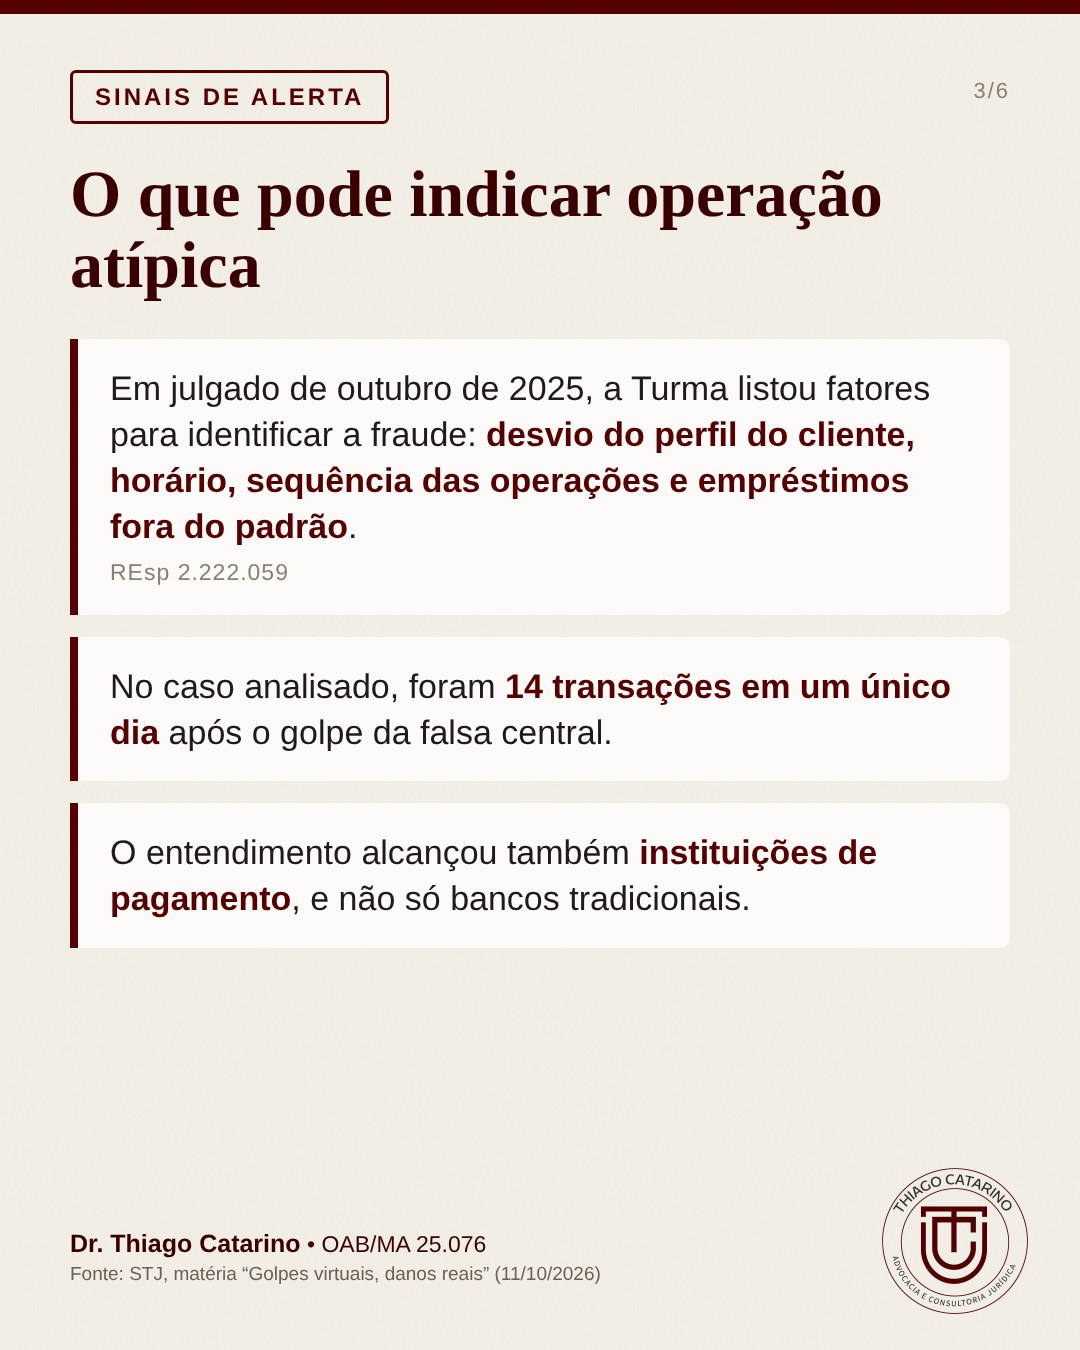 SINAIS DE ALERTA
3/6
O que pode indicar operação
atípica
Em julgado de outubro de 2025, a Turma listou fatores
para identificar a fraude: desvio do perfil do cliente,
horário, sequência das operações e empréstimos
fora do padrão.
REsp 2.222.059
No caso analisado, foram 14 transações em um único
dia após o golpe da falsa central.
O entendimento alcançou também instituições de
pagamento, e não só bancos tradicionais.
Dr. Thiago Catarino • OAB/MA 25.076
Fonte: STJ, matéria “Golpes virtuais, danos reais” (11/10/2026)
THIAGO CATARINO
ADVOCACIA E CONSULTORIA JURÍDICA